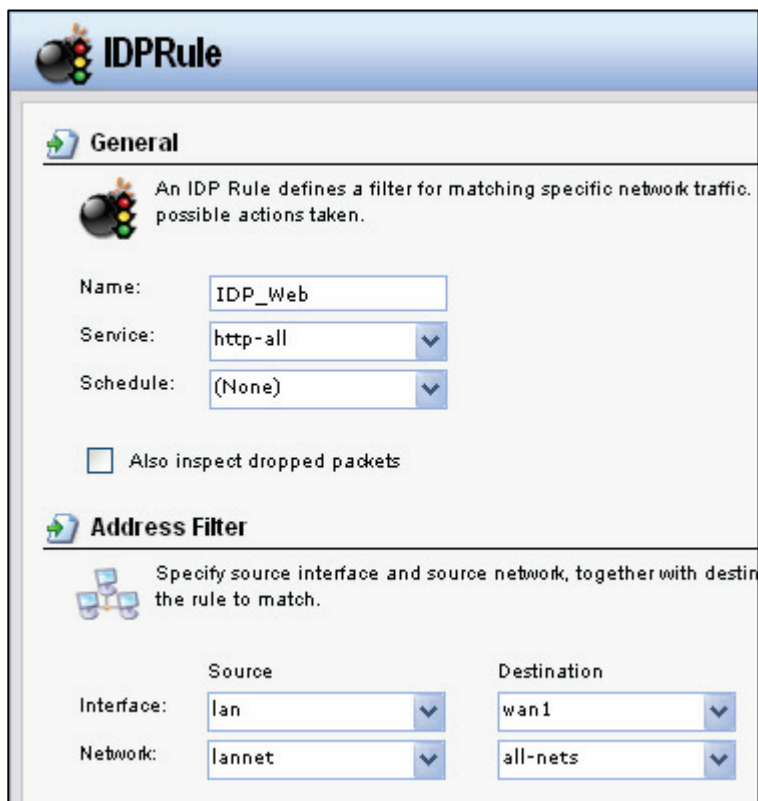 IDPRule
General
An IDP Rule defines a filter for matching specific network traffic.
possible actions taken.
Name: IDP_Web
Service: http-all
Schedule: (None)
Also inspect dropped packets
Address Filter
Specify source interface and source network, together with destin
the rule to match.
Source Destination
Interface: lan wan1
Network: lannet all-nets